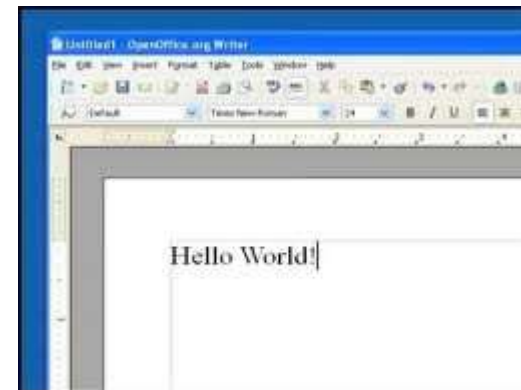 Untitled1 - OpenOffice.org Writer
File Edit View Insert Format Table Tools Window Help
Default Times New Roman 24 B I U
Hello World!